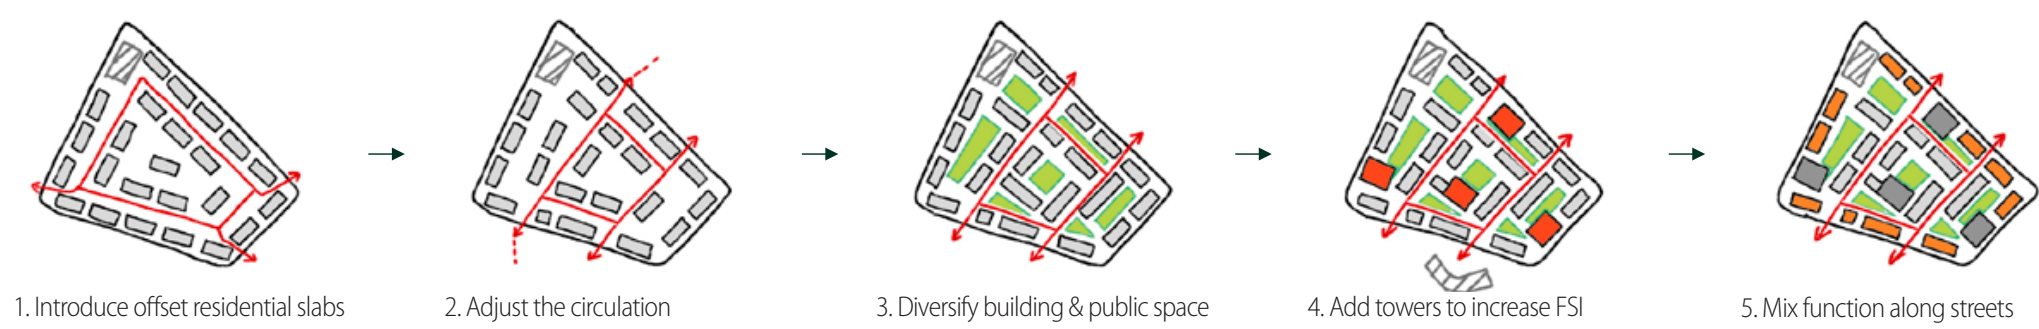 1. Introduce offset residential slabs
2. Adjust the circulation
3. Diversify building & public space
4. Add towers to increase FSI
5. Mix function along streets